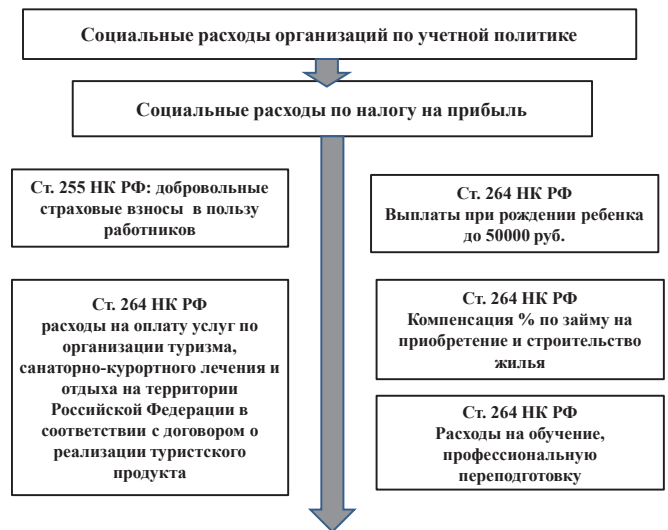 Социальные расходы организаций по учетной политике
Социальные расходы по налогу на прибыль
Ст. 255 НК РФ: добровольные
страховые взносы в пользу
работников
Ст. 264 НК РФ
Выплаты при рождении ребенка
до 50000 руб.
Ст. 264 НК РФ
расходы на оплату услуг по
организации туризма,
санаторно-курортного лечения и
отдыха на территории
Российской Федерации в
соответствии с договором о
реализации туристского
продукта
Ст. 264 НК РФ
Компенсация % по займу на
приобретение и строительство
жилья
Ст. 264 НК РФ
Расходы на обучение,
профессиональную
переподготовку